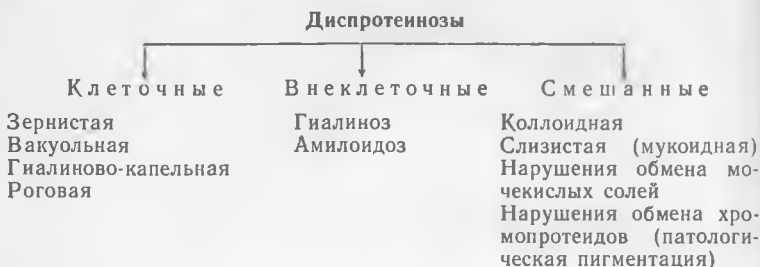 Диспротеинозы
Клеточные
Зернистая
Вакуольная
Гиалиново-капельная
Роговая
Внеклеточные
Гиалиноз
Амилоидоз
Смешанные
Коллоидная
Слизистая (мукоидная)
Нарушения обмена мо-
чекислых солей
Нарушения обмена хро-
мопротеидов (патологи-
ческая пигментация)